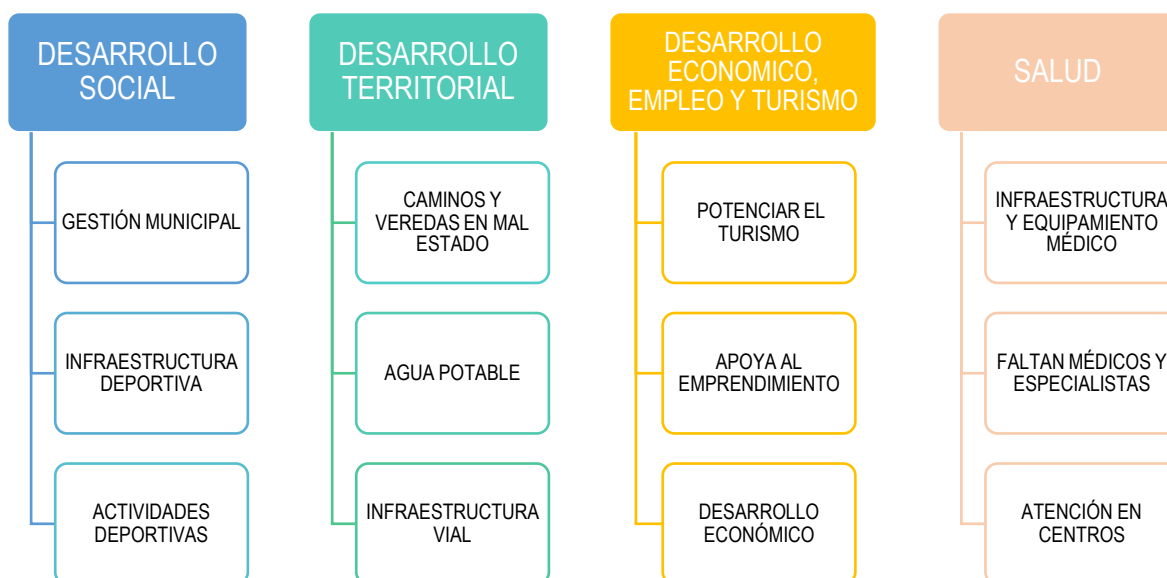 DESARROLLO
SOCIAL
GESTIÓN MUNICIPAL
INFRAESTRUCTURA
DEPORTIVA
ACTIVIDADES
DEPORTIVAS
DESARROLLO
TERRITORIAL
CAMINOS Y
VEREDAS EN MAL
ESTADO
AGUA POTABLE
INFRAESTRUCTURA
VIAL
DESARROLLO
ECONOMICO,
EMPLEO Y TURISMO
POTENCIAR EL
TURISMO
APOYA AL
EMPRENDIMIENTO
DESARROLLO
ECONÓMICO
SALUD
INFRAESTRUCTURA
Y EQUIPAMIENTO
MÉDICO
FALTAN MÉDICOS Y
ESPECIALISTAS
ATENCIÓN EN
CENTROS